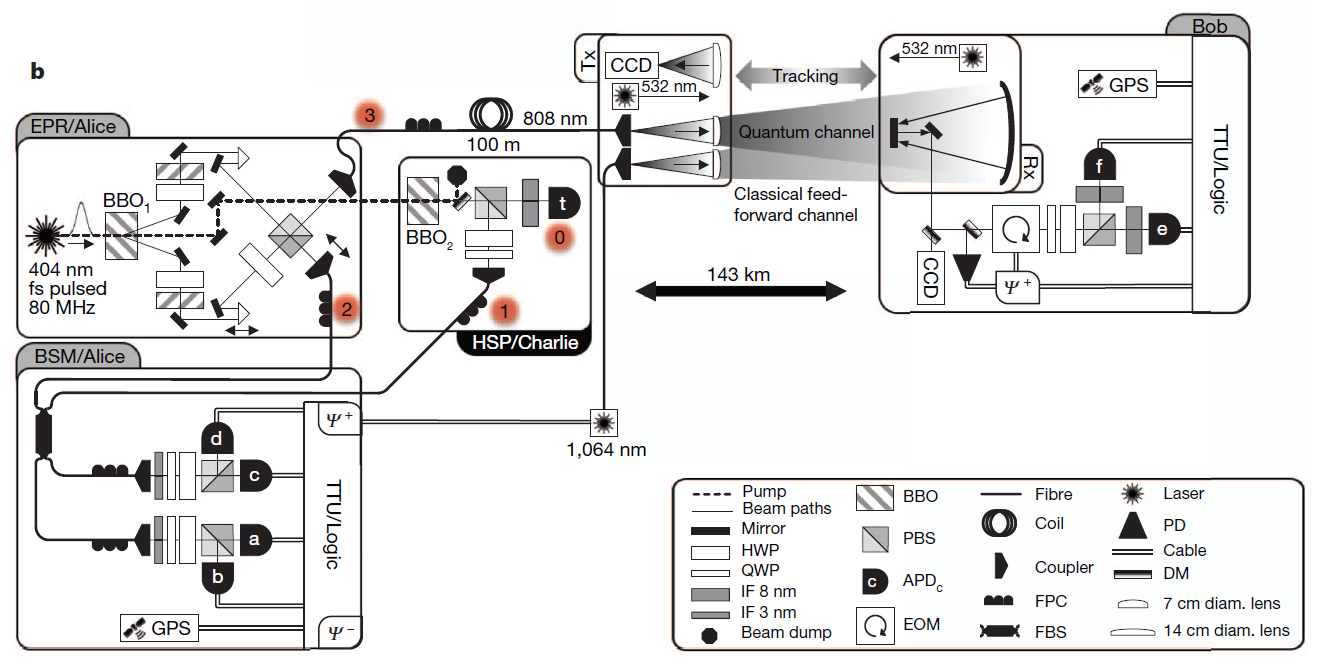 b
EPR/Alice
BBO1
404 nm
fs pulsed
80 MHz
3
2
808 nm
100 m
BBO2
t
0
1
HSP/Charlie
Tx
CCD
532 nm
Tracking
Quantum channel
Classical feed-
forward channel
143 km
Bob
532 nm
Rx
GPS
TTU/Logic
f
e
CCD
Ψ+
BSM/Alice
Ψ+
d
c
a
b
TTU/Logic
GPS
Ψ−
1,064 nm
Pump
Beam paths
Mirror
HWP
QWP
IF 8 nm
IF 3 nm
Beam dump
BBO
PBS
c
APDc
EOM
Fibre
Coil
Coupler
FPC
FBS
Laser
PD
Cable
DM
7 cm diam. lens
14 cm diam. lens